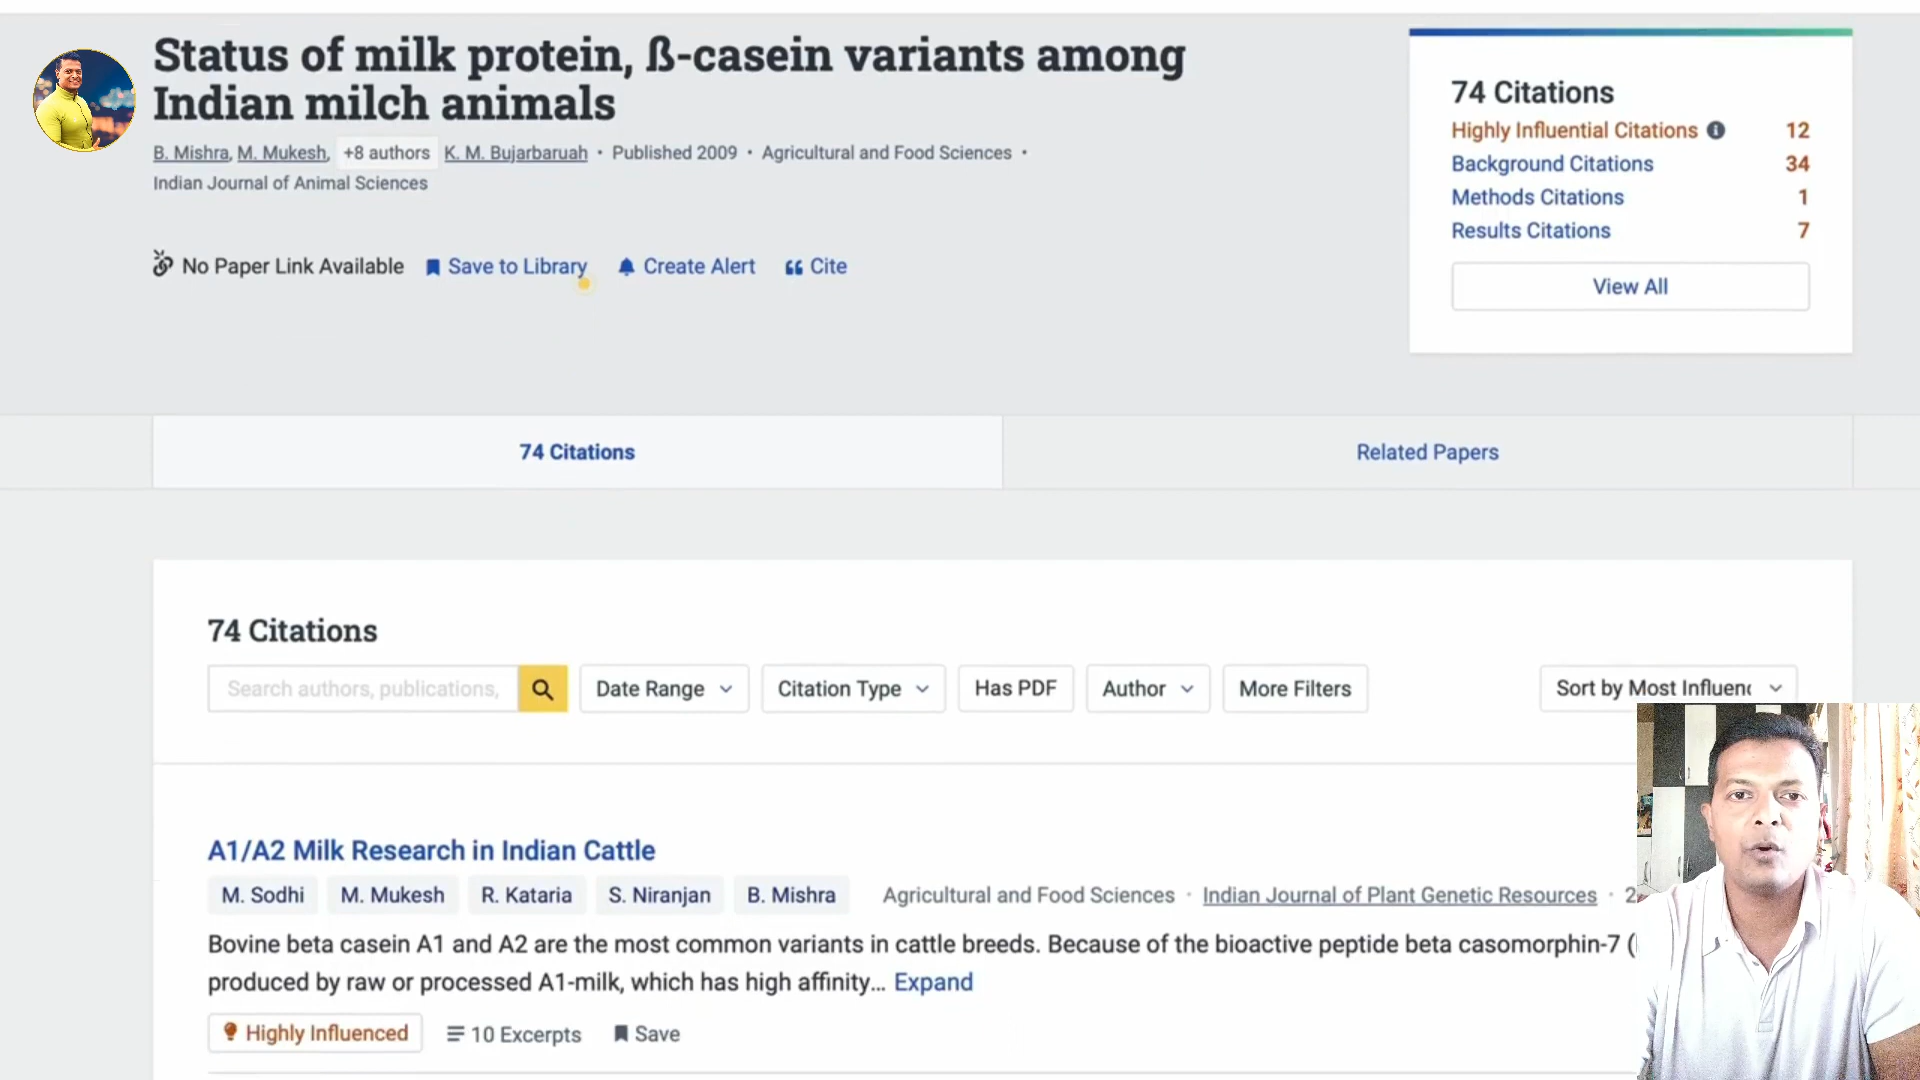 Status of milk protein, ß-casein variants among
Indian milch animals
B. Mishra, M. Mukesh, +8 authors K. M. Bujarbaruah • Published 2009 • Agricultural and Food Sciences •
Indian Journal of Animal Sciences
No Paper Link Available Save to Library Create Alert Cite
74 Citations
Highly Influential Citations 12
Background Citations 34
Methods Citations 1
Results Citations 7
View All
74 Citations Related Papers
74 Citations
Search authors, publications, Date Range Citation Type Has PDF Author More Filters Sort by Most Influenc
A1/A2 Milk Research in Indian Cattle
M. Sodhi M. Mukesh R. Kataria S. Niranjan B. Mishra Agricultural and Food Sciences · Indian Journal of Plant Genetic Resources · 2
Bovine beta casein A1 and A2 are the most common variants in cattle breeds. Because of the bioactive peptide beta casomorphin-7 (
produced by raw or processed A1-milk, which has high affinity... Expand
Highly Influenced 10 Excerpts Save